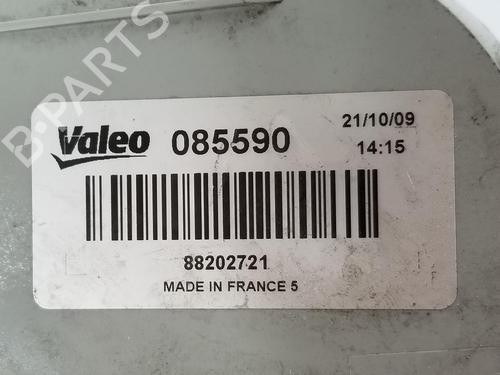 B-PARTS
Valeo 085590 21/10/09
14:15
88202721
MADE IN FRANCE 5